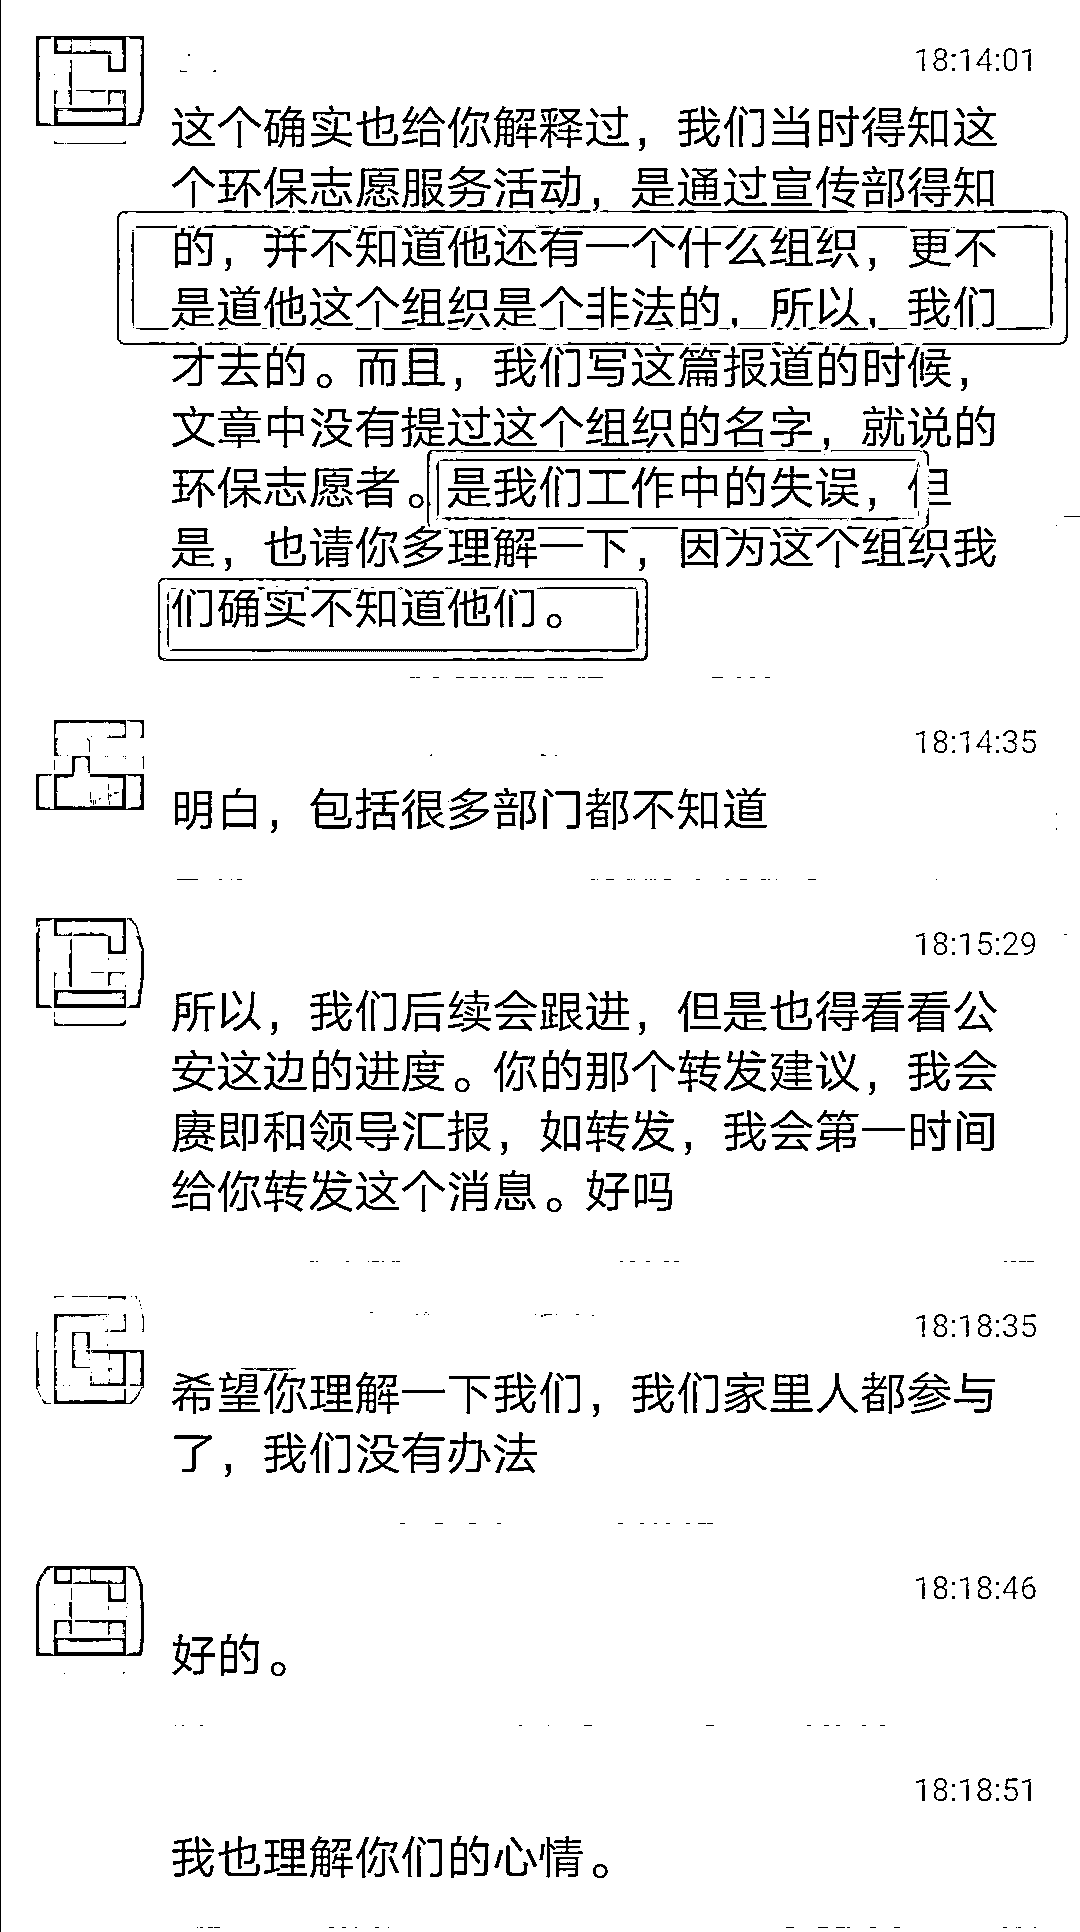 18:14:01
这个确实也给你解释过，我们当时得知这
个环保志愿服务活动，是通过宣传部得知
的，并不知道他还有一个什么组织，更不
是道他这个组织是个非法的，所以，我们
才去的。而且，我们写这篇报道的时候，
文章中没有提过这个组织的名字，就说的
环保志愿者。是我们工作中的失误，但
是，也请你多理解一下，因为这个组织我
们确实不知道他们。
18:14:35
明白，包括很多部门都不知道
18:15:29
所以，我们后续会跟进，但是也得看看公
安这边的进度。你的那个转发建议，我会
赓即和领导汇报，如转发，我会第一时间
给你转发这个消息。好吗
18:18:35
希望你理解一下我们，我们家里人都参与
了，我们没有办法
18:18:46
好的。
18:18:51
我也理解你们的心情。